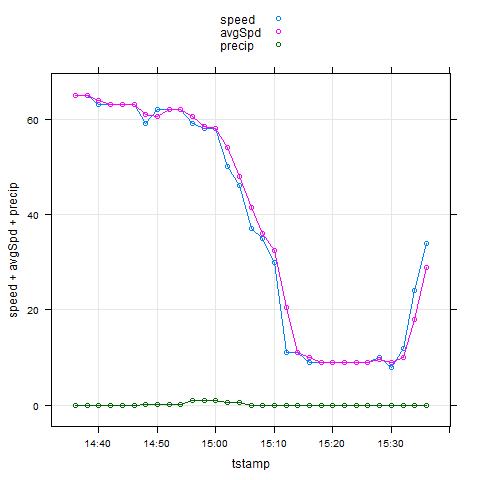 speed
avgSpd
precip
60
40
20
0
speed + avgSpd + precip
14:40 14:50 15:00 15:10 15:20 15:30
tstamp